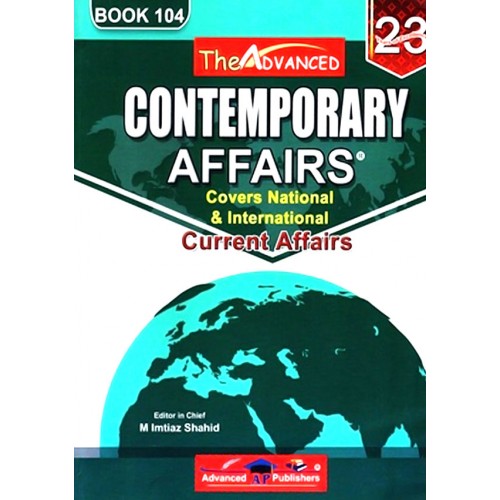 BOOK 104
23
The ADVANCED
CONTEMPORARY
AFFAIRS®
Covers National
& International
Current Affairs
Editor in Chief
M Imtiaz Shahid
Advanced AP Publishers ®